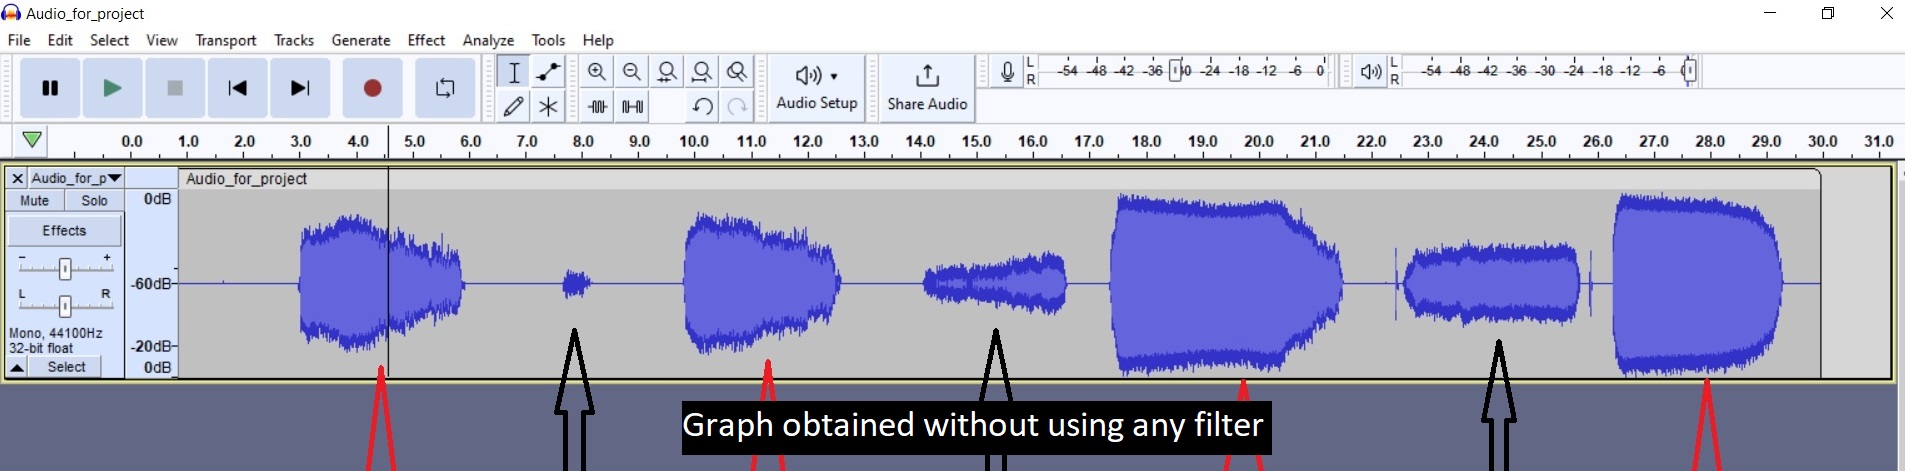 Audio_for_project
File Edit Select View Transport Tracks Generate Effect Analyze Tools Help
L R -54 -48 -42 -36 -30 -24 -18 -12 -6 0
L R -54 -48 -42 -36 -30 -24 -18 -12 -6 0
Audio Setup
Share Audio
0.0 1.0 2.0 3.0 4.0 5.0 6.0 7.0 8.0 9.0 10.0 11.0 12.0 13.0 14.0 15.0 16.0 17.0 18.0 19.0 20.0 21.0 22.0 23.0 24.0 25.0 26.0 27.0 28.0 29.0 30.0 31.0
Audio_for_p
Audio_for_project
Mute Solo
Effects
- +
L R
Mono, 44100Hz
32-bit float
Select
0dB
-60dB
-20dB
0dB
Graph obtained without using any filter